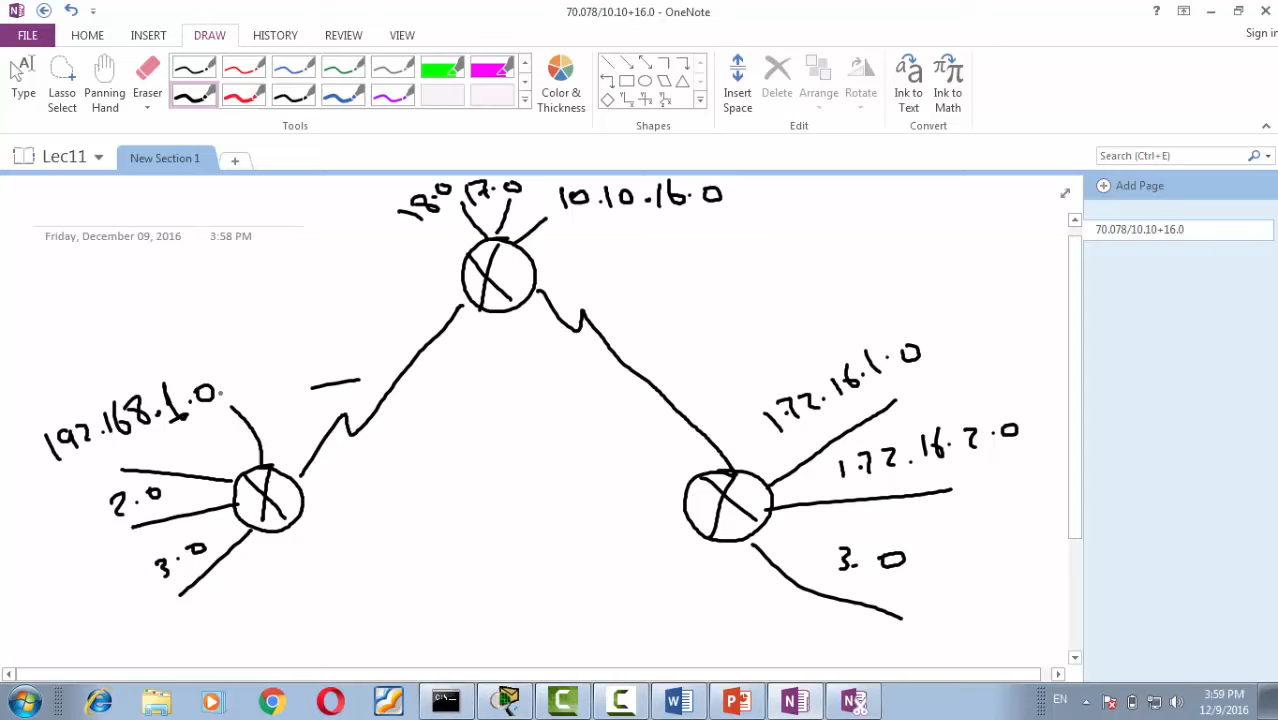 70.078/10.10+16.0 - OneNote
?
Sign in
FILE
HOME
INSERT
DRAW
HISTORY
REVIEW
VIEW
Type
Lasso Select
Panning Hand
Eraser
Color & Thickness
Insert Space
Delete
Arrange
Rotate
Ink to Text
Ink to Math
Tools
Shapes
Edit
Convert
Lec11
New Section 1
Search (Ctrl+E)
Add Page
70.078/10.10+16.0
Friday, December 09, 2016 3:58 PM
18.0 17.0 10.10.16.0
192.168.1.0
2.0
3.0
172.16.1.0
172.16.2.0
3.0
EN
3:59 PM
12/9/2016